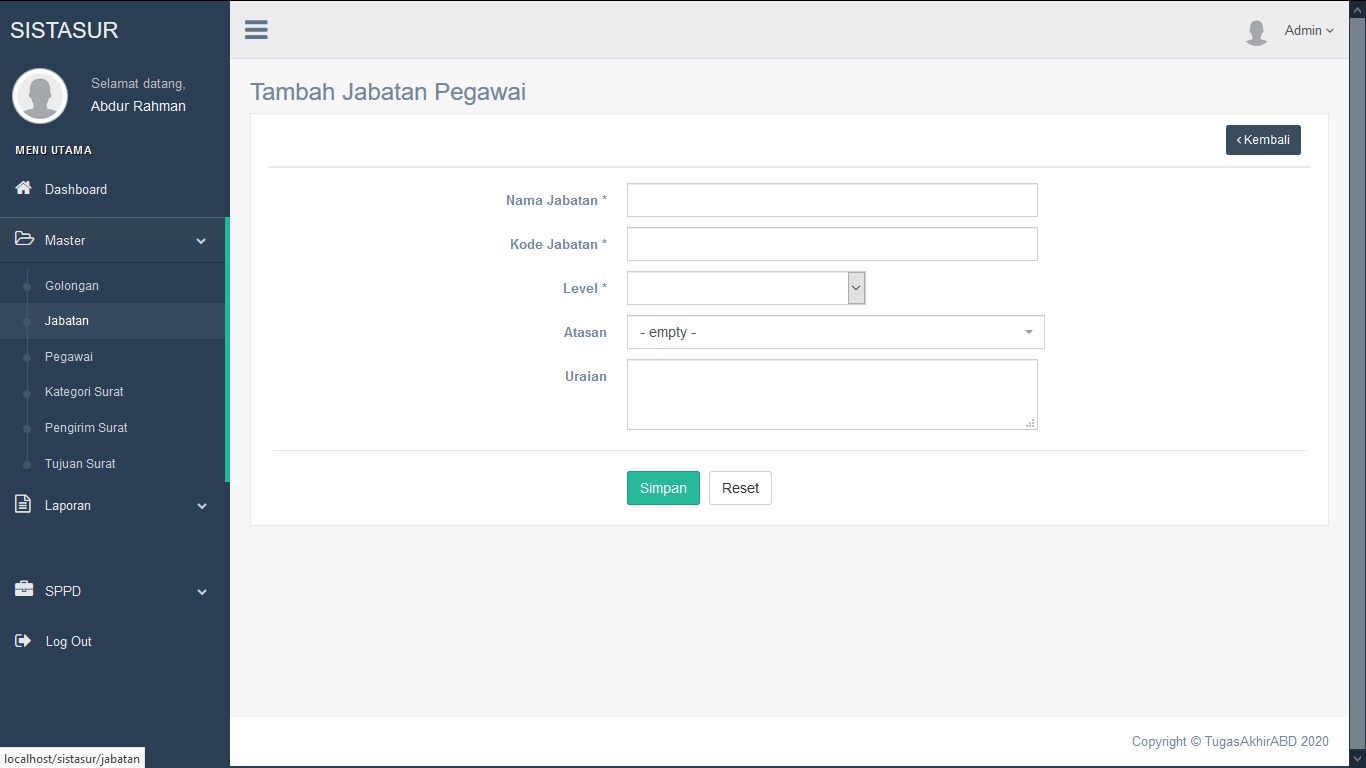 SISTASUR
Admin
Selamat datang,
Abdur Rahman
MENU UTAMA
Dashboard
Master
Golongan
Jabatan
Pegawai
Kategori Surat
Pengirim Surat
Tujuan Surat
Laporan
SPPD
Log Out
Tambah Jabatan Pegawai
Kembali
Nama Jabatan *
Kode Jabatan *
Level *
Atasan
- empty -
Uraian
Simpan
Reset
Copyright © TugasAkhirABD 2020
localhost/sistasur/jabatan